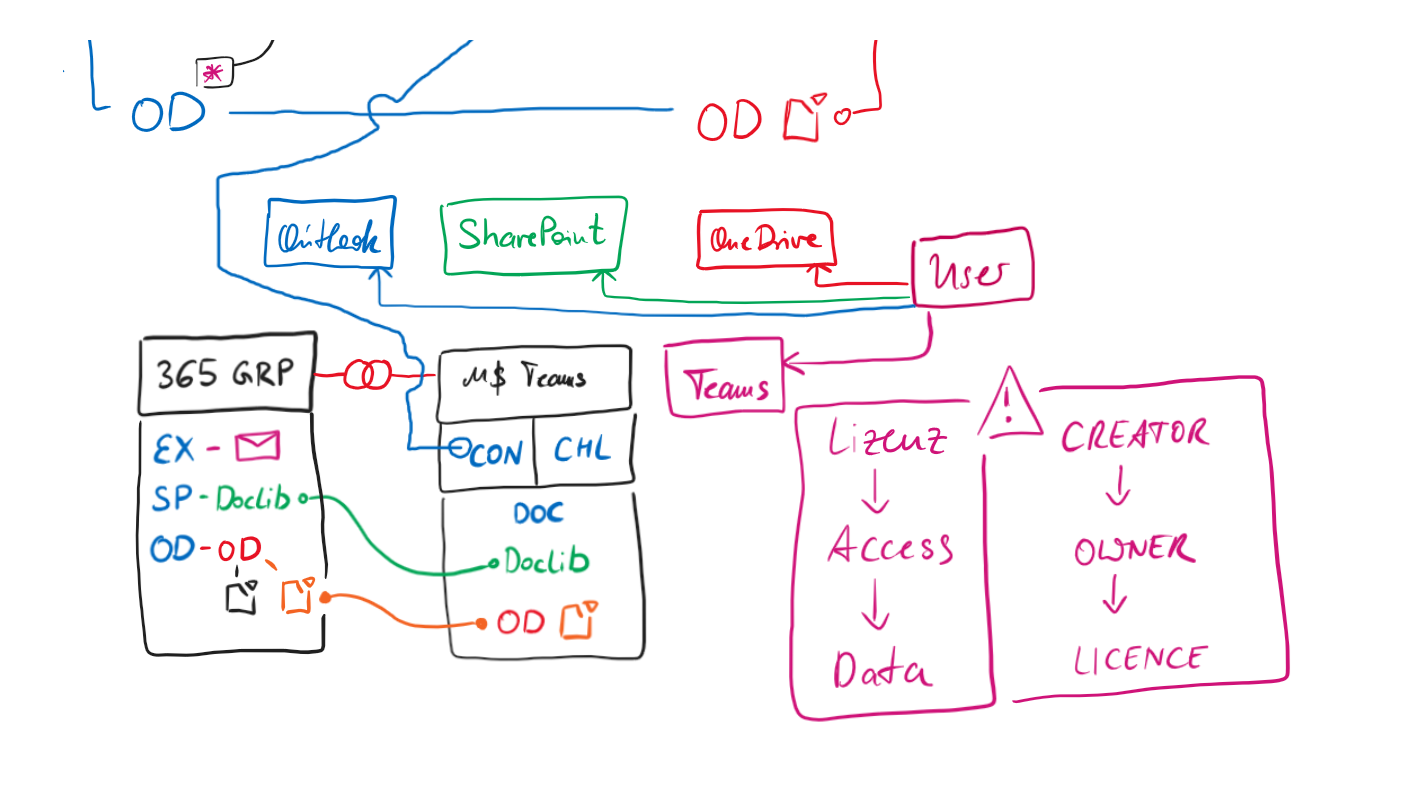 OD
OD
Outlook
SharePoint
OneDrive
User
365 GRP
M$ Teams
Teams
EX -
SP - Doclib
OD - OD
CON
CHL
DOC
Doclib
OD
!
Lizenz
Access
Data
CREATOR
OWNER
LICENCE